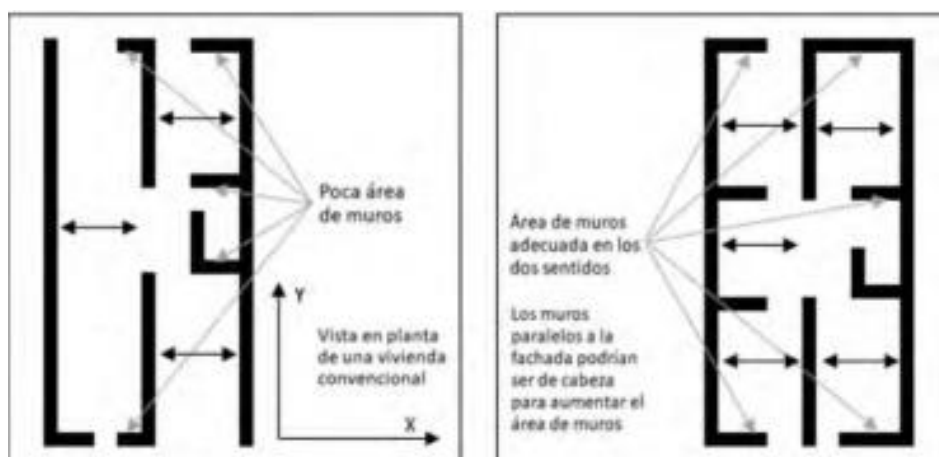 Poca área
de muros
Y
Vista en planta
de una vivienda
convencional
X
Area de muros
adecuada en los
dos sentidos
Los muros
paralelos a la
fachada podrían
ser de cabeza
para aumentar el
área de muros